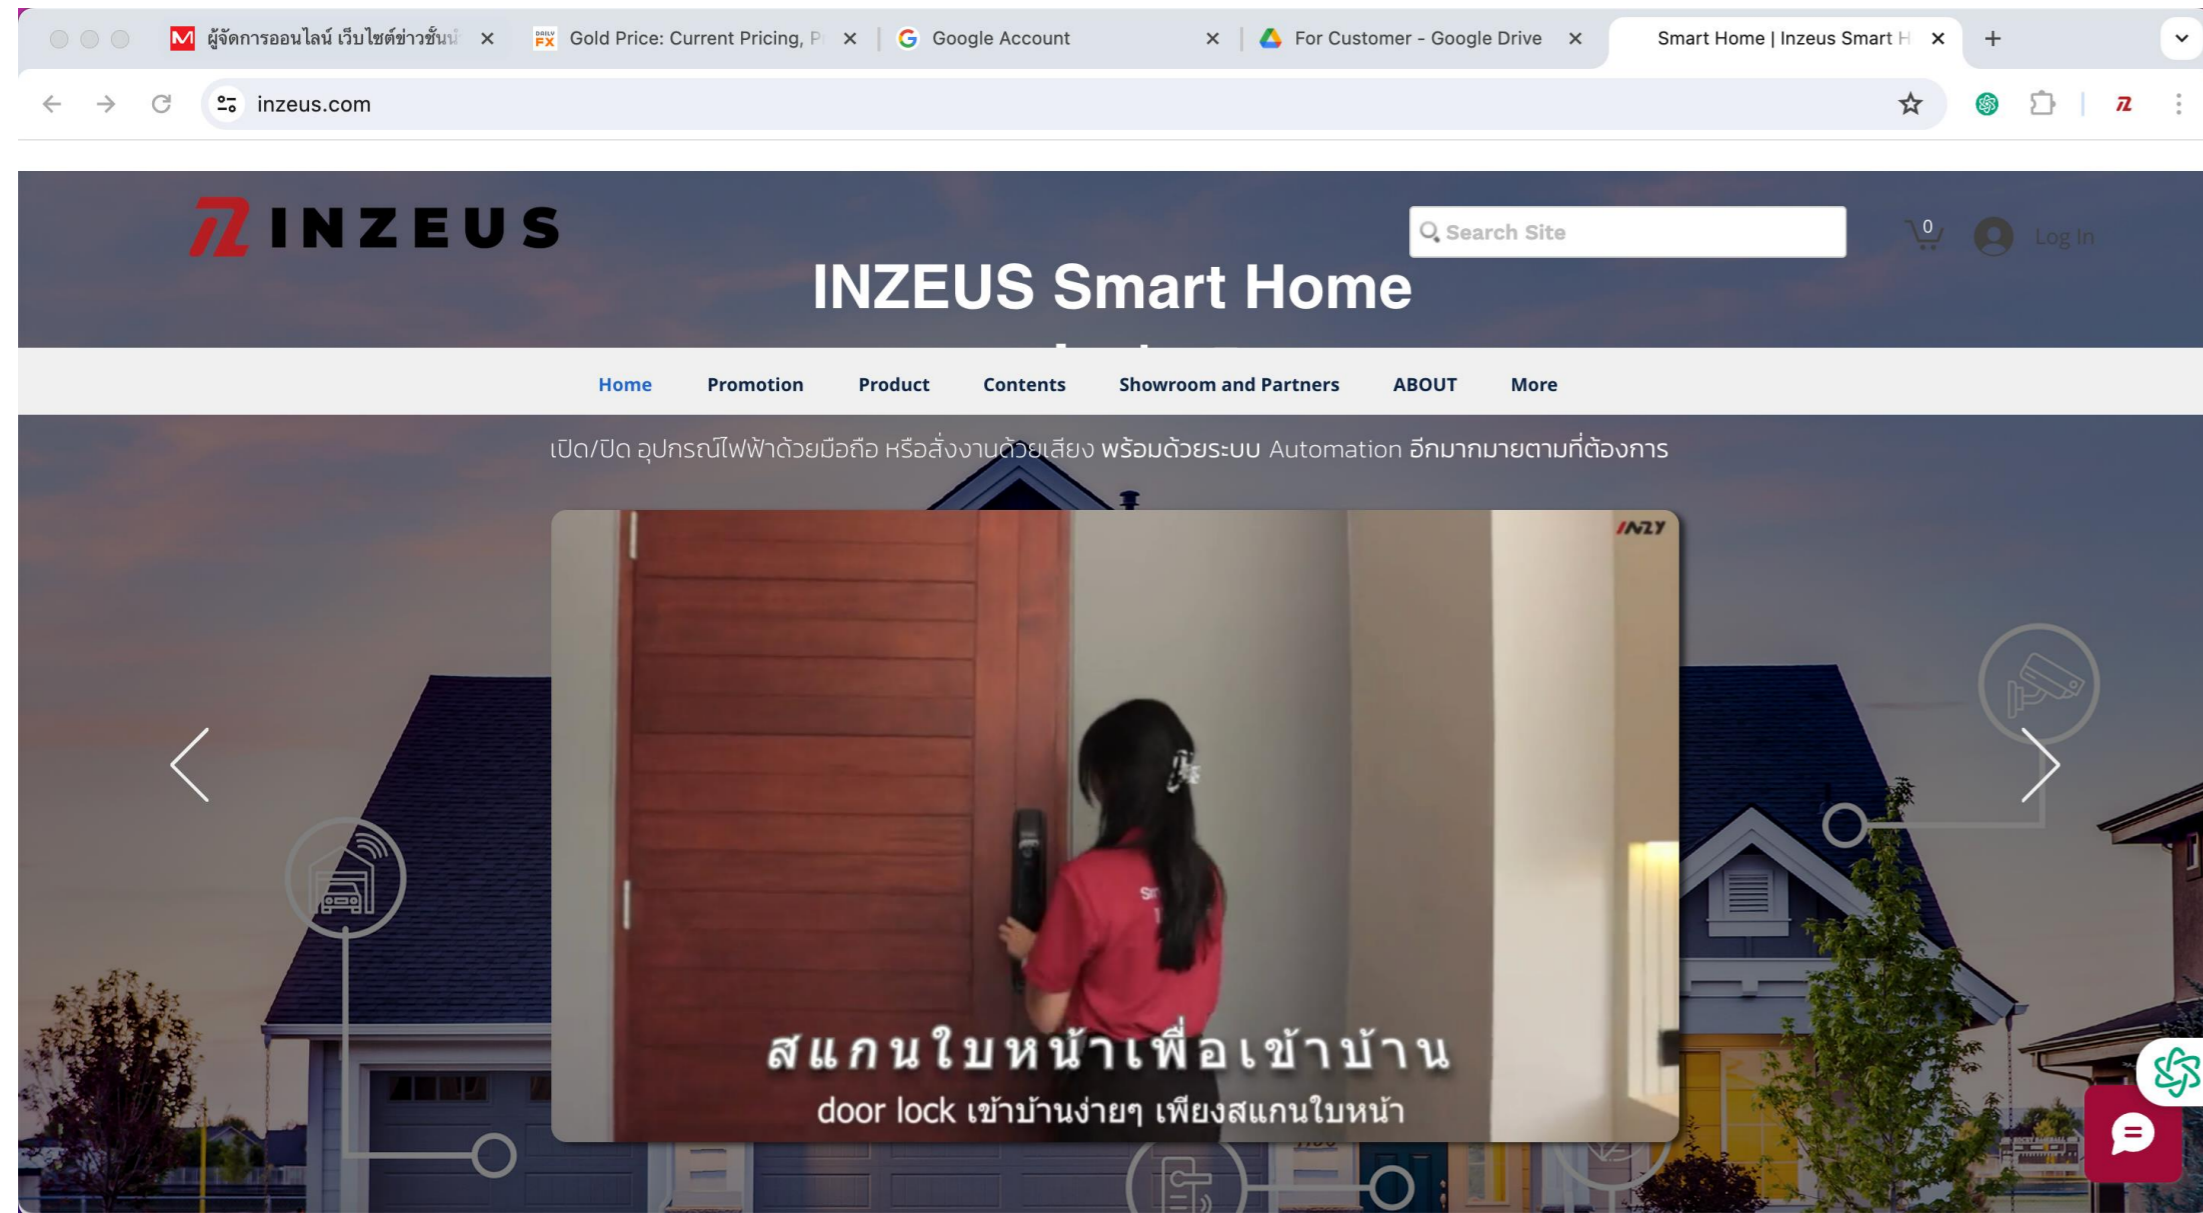 ผู้จัดการออนไลน์ เว็บไซต์ข่าวชั้นนำ
DAILY FX
Gold Price: Current Pricing, P
Google Account
For Customer - Google Drive
Smart Home | Inzeus Smart H
inzeus.com
INZEUS
Search Site
0
Log In
INZEUS Smart Home
Home Promotion Product Contents Showroom and Partners ABOUT More
เปิด/ปิด อุปกรณ์ไฟฟ้าด้วยมือถือ หรือสั่งงานด้วยเสียง พร้อมด้วยระบบ Automation อีกมากมายตามที่ต้องการ
INZY
สแกนใบหน้าเพื่อเข้าบ้าน
door lock เข้าบ้านง่ายๆ เพียงสแกนใบหน้า